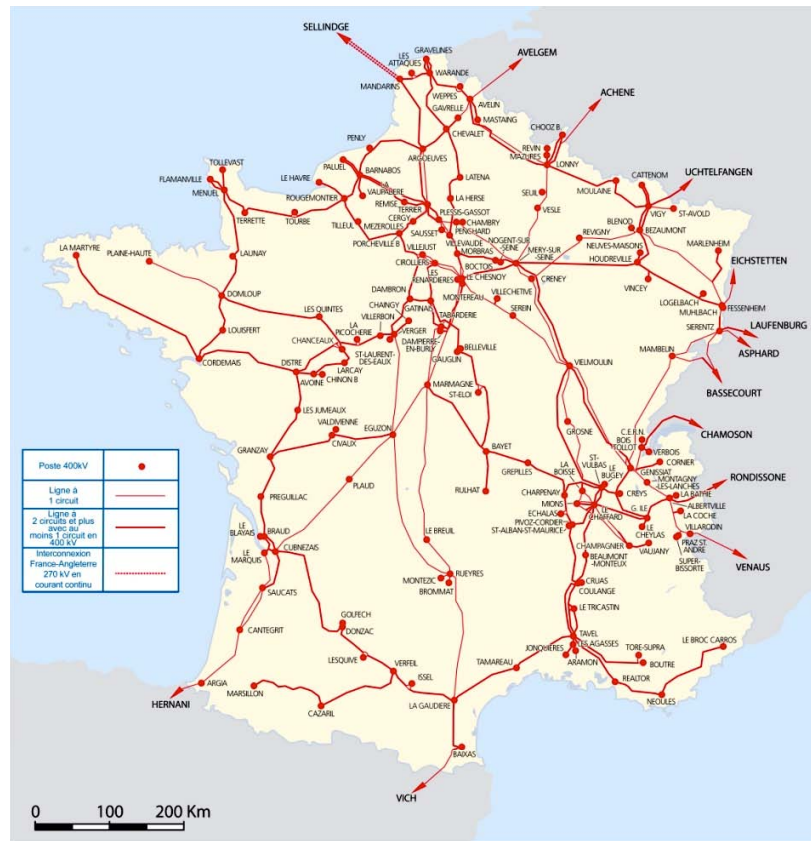 SELLINDGE
GRAVELINES
LES
ATTAQUES
WARANDE
AVELGEM
MANDARINS
WEPPES
AVELIN
GAVRELLE
MASTAING
ACHENE
CHEVALET
CHOOZ B.
REVIN
MAZURES
LONNY
PENLY
ARGOEUVES
PALUEL
BARNABOS
LATENA
TOLLEVAST
FLAMANVILLE
MENUEL
LE HAVRE
ROUGEMONTIER
VAUPABERE
REMISE
TERRIER
LA HERSE
SEUIL
VESLE
MOULAINE
CATTENOM
UCHTELFANGEN
VIGY
ST-AVOLD
TERRETTE
TOURBE
TILLEUL
MEZEROLLES
CERGY
SAUSSET
PLESSIS-GASSOT
CHAMBRY
PENCHARD
PORCHEVILLE B
VILLEVAUDE
MORBRAS
NOGENT-SUR
-SEINE
MERY-SUR
-SEINE
REVIGNY
BLENOD
BEZAUMONT
NEUVES-MAISONS
HOUDREVILLE
MARLENHEIM
EICHSTETTEN
LA MARTYRE
PLAINE-HAUTE
LAUNAY
VILLEJUST
CIROLLIERS
LES
RENARDIERES
BOCTOIS
LE CHESNOY
MONTEREAU
VILLECHETIVE
SEREIN
CRENEY
VINCEY
LOGELBACH
MUHLBACH
FESSENHEIM
LAUFENBURG
SIERENTZ
ASPHARD
DOMLOUP
LES QUINTES
DAMBRON
CHAINGY
VILLERBON
GATINAIS
TABARDERIE
LOUISFERT
CHANCEAUX
LA
PICOCHERIE
VERGER
ST-LAURENT
-DES-EAUX
DAMPIERRE
-EN-BURLY
GAUGLIN
BELLEVILLE
MAMBELIN
BASSECOURT
CORDEMAIS
DISTRE
LARCAY
AVOINE
CHINON B
VIELMOULIN
MARMAGNE
ST-ELOI
LES JUMEAUX
VALDIVIENNE
CIVAUX
EGUZON
GROSNE
C.E.R.N.
BOIS
TOLLOT
VERBOIS
CHAMOSON
GRANZAY
BAYET
GREPILLES
LA
BOISSE
ST-
VULBAS
LE
BUGEY
GENISSIAT
CORNIER
MONTAGNY
-LES-LANCHES
RONDISSONE
PLAUD
RULHAT
CHARPENAY
MIONS
CREYS
LA BATHIE
ALBERTVILLE
LA COCHE
PREGUILLAC
ECHALAS
PIVOZ-CORDIER
ST-ALBAN-ST-MAURICE
LE
CHAFFARD
G. ILE
LE
CHEYLAS
VILLARODIN
PRAZ ST.
ANDRE
SUPER-
BISSORTE
VENAUS
LE
BLAYAIS
BRAUD
LE
MARQUIS
CUBNEZAIS
LE BREUIL
CHAMPAGNIER
VAUJANY
BEAUMONT
-MONTEUX
SAUCATS
MONTEZIC
RUEYRES
BROMMAT
CRUAS
COULANGE
LE TRICASTIN
CANTEGRIT
GOLFECH
DONZAC
TAVEL
LES AGASSES
JONQUIERES
ARAMON
TORE-SUPRA
BOUTRE
LE BROC CARROS
LESQUIVE
VERFEIL
ISSEL
TAMAREAU
REALTOR
ARGIA
HERNANI
MARSILLON
CAZARIL
LA GAUDIERE
NEOULES
BAIXAS
VICH
Poste 400kV
Ligne à
1 circuit
Ligne à
2 circuits et plus
avec au
moins 1 circuit en
400 kV
Interconnexion
France-Angleterre
270 kV en
courant continu
0 100 200 Km